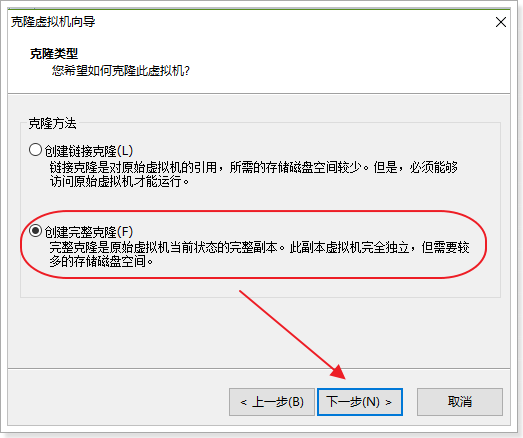 克隆虚拟机向导
克隆类型
您希望如何克隆此虚拟机?
克隆方法
创建链接克隆(L)
链接克隆是对原始虚拟机的引用，所需的存储磁盘空间较少。但是，必须能够
访问原始虚拟机才能运行。
创建完整克隆(F)
完整克隆是原始虚拟机当前状态的完整副本。此副本虚拟机完全独立，但需要较
多的存储磁盘空间。
< 上一步(B)
下一步(N) >
取消